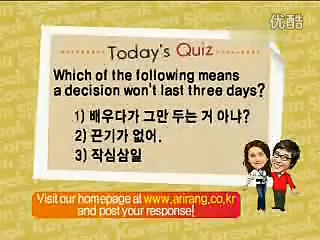 优酷
Today's Quiz
Which of the following means
a decision won't last three days?
1) 배우다가 그만 두는 거 아냐?
2) 끈기가 없어.
3) 작심삼일
Visit our homepage at www.arirang.co.kr
and post your response!